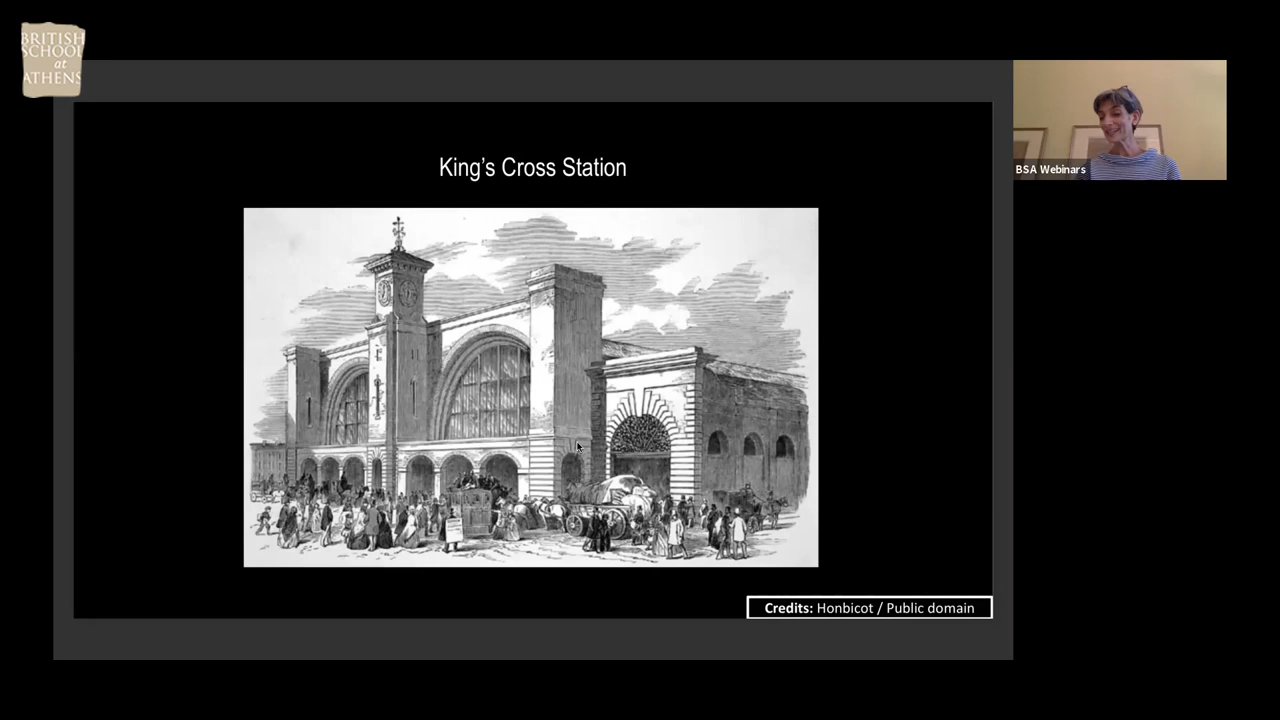 BRITISH
SCHOOL
at
ATHENS
King's Cross Station
BSA Webinars
Credits: Honbicot / Public domain